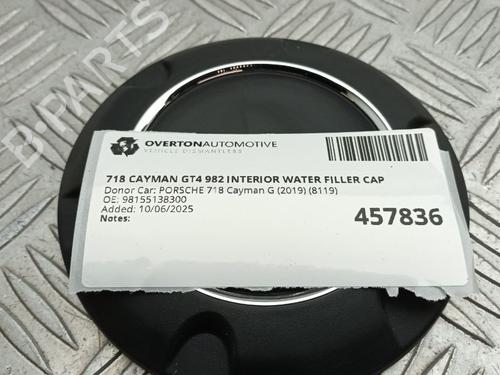 B-PARTS
OVERTONAUTOMOTIVE
VEHICLE DISMANTLERS
718 CAYMAN GT4 982 INTERIOR WATER FILLER CAP
Donor Car: PORSCHE 718 Cayman G (2019) (8119)
OE: 98155138300
Added: 10/06/2025
Notes:
457836